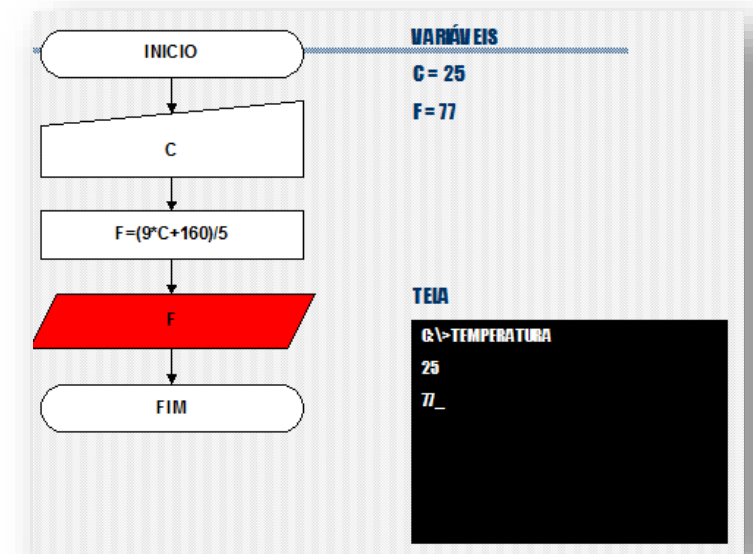 INICIO
C
F=(9*C+160)/5
F
FIM
VARIÁVEIS
C = 25
F = 77
TELA
C:\>TEMPERATURA
25
77_